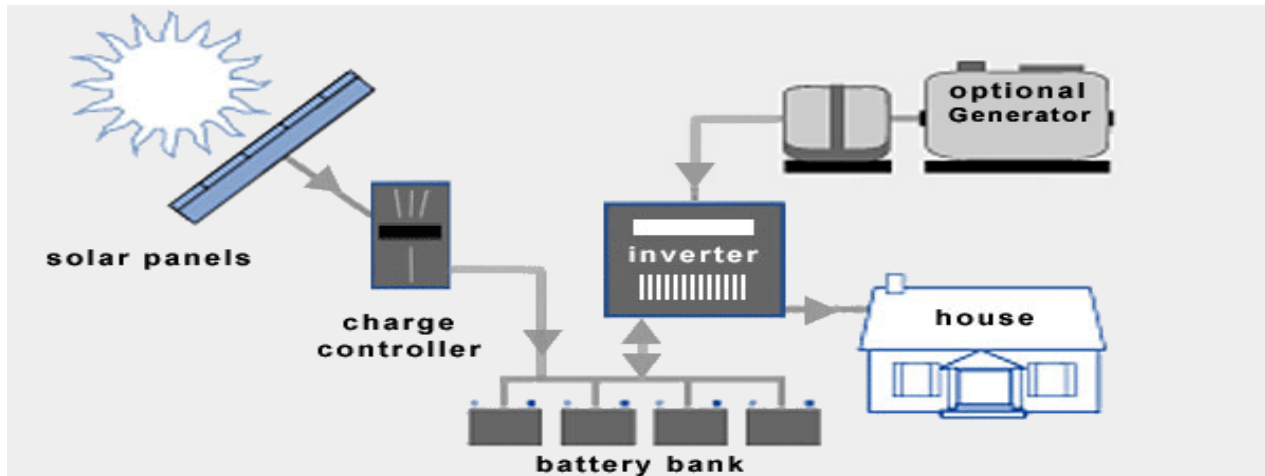 optional
Generator
solar panels
inverter
charge
controller
house
battery bank